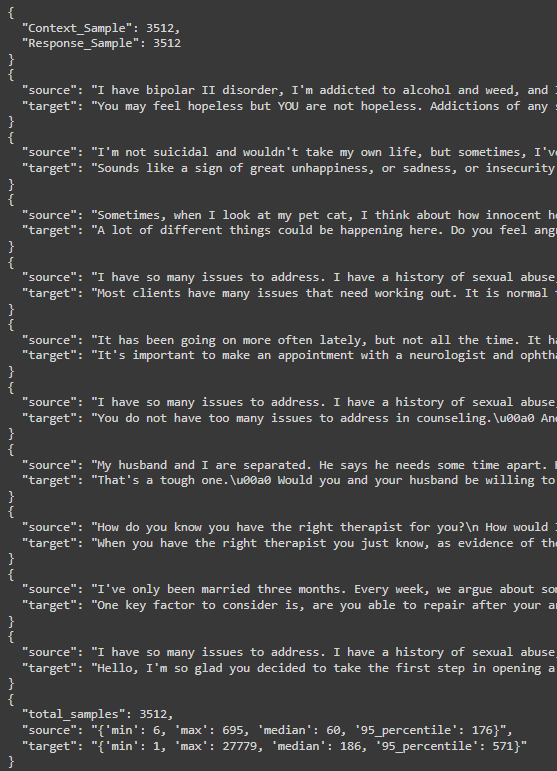 {
"Context_Sample": 3512,
"Response_Sample": 3512
}
{
"source": "I have bipolar II disorder, I'm addicted to alcohol and weed, and I
"target": "You may feel hopeless but YOU are not hopeless. Addictions of any
}
{
"source": "I'm not suicidal and wouldn't take my own life, but sometimes, I'v
"target": "Sounds like a sign of great unhappiness, or sadness, or insecurity
}
{
"source": "Sometimes, when I look at my pet cat, I think about how innocent h
"target": "A lot of different things could be happening here. Do you feel ang
}
{
"source": "I have so many issues to address. I have a history of sexual abuse,
"target": "Most clients have many issues that need working out. It is normal
}
{
"source": "It has been going on more often lately, but not all the time. It ha
"target": "It's important to make an appointment with a neurologist and ophtha
}
{
"source": "I have so many issues to address. I have a history of sexual abuse,
"target": "You do not have too many issues to address in counseling.\u00a0 An
}
{
"source": "My husband and I are separated. He says he needs some time apart.
"target": "That's a tough one.\u00a0 Would you and your husband be willing to
}
{
"source": "How do you know you have the right therapist for you?\n How would I
"target": "When you have the right therapist you just know, as evidence of the
}
{
"source": "I've only been married three months. Every week, we argue about so
"target": "One key factor to consider is, are you able to repair after your a
}
{
"source": "I have so many issues to address. I have a history of sexual abuse,
"target": "Hello, I'm so glad you decided to take the first step in opening a
}
{
"total_samples": 3512,
"source": "{'min': 6, 'max': 695, 'median': 60, '95_percentile': 176}",
"target": "{'min': 1, 'max': 27779, 'median': 186, '95_percentile': 571}"
}